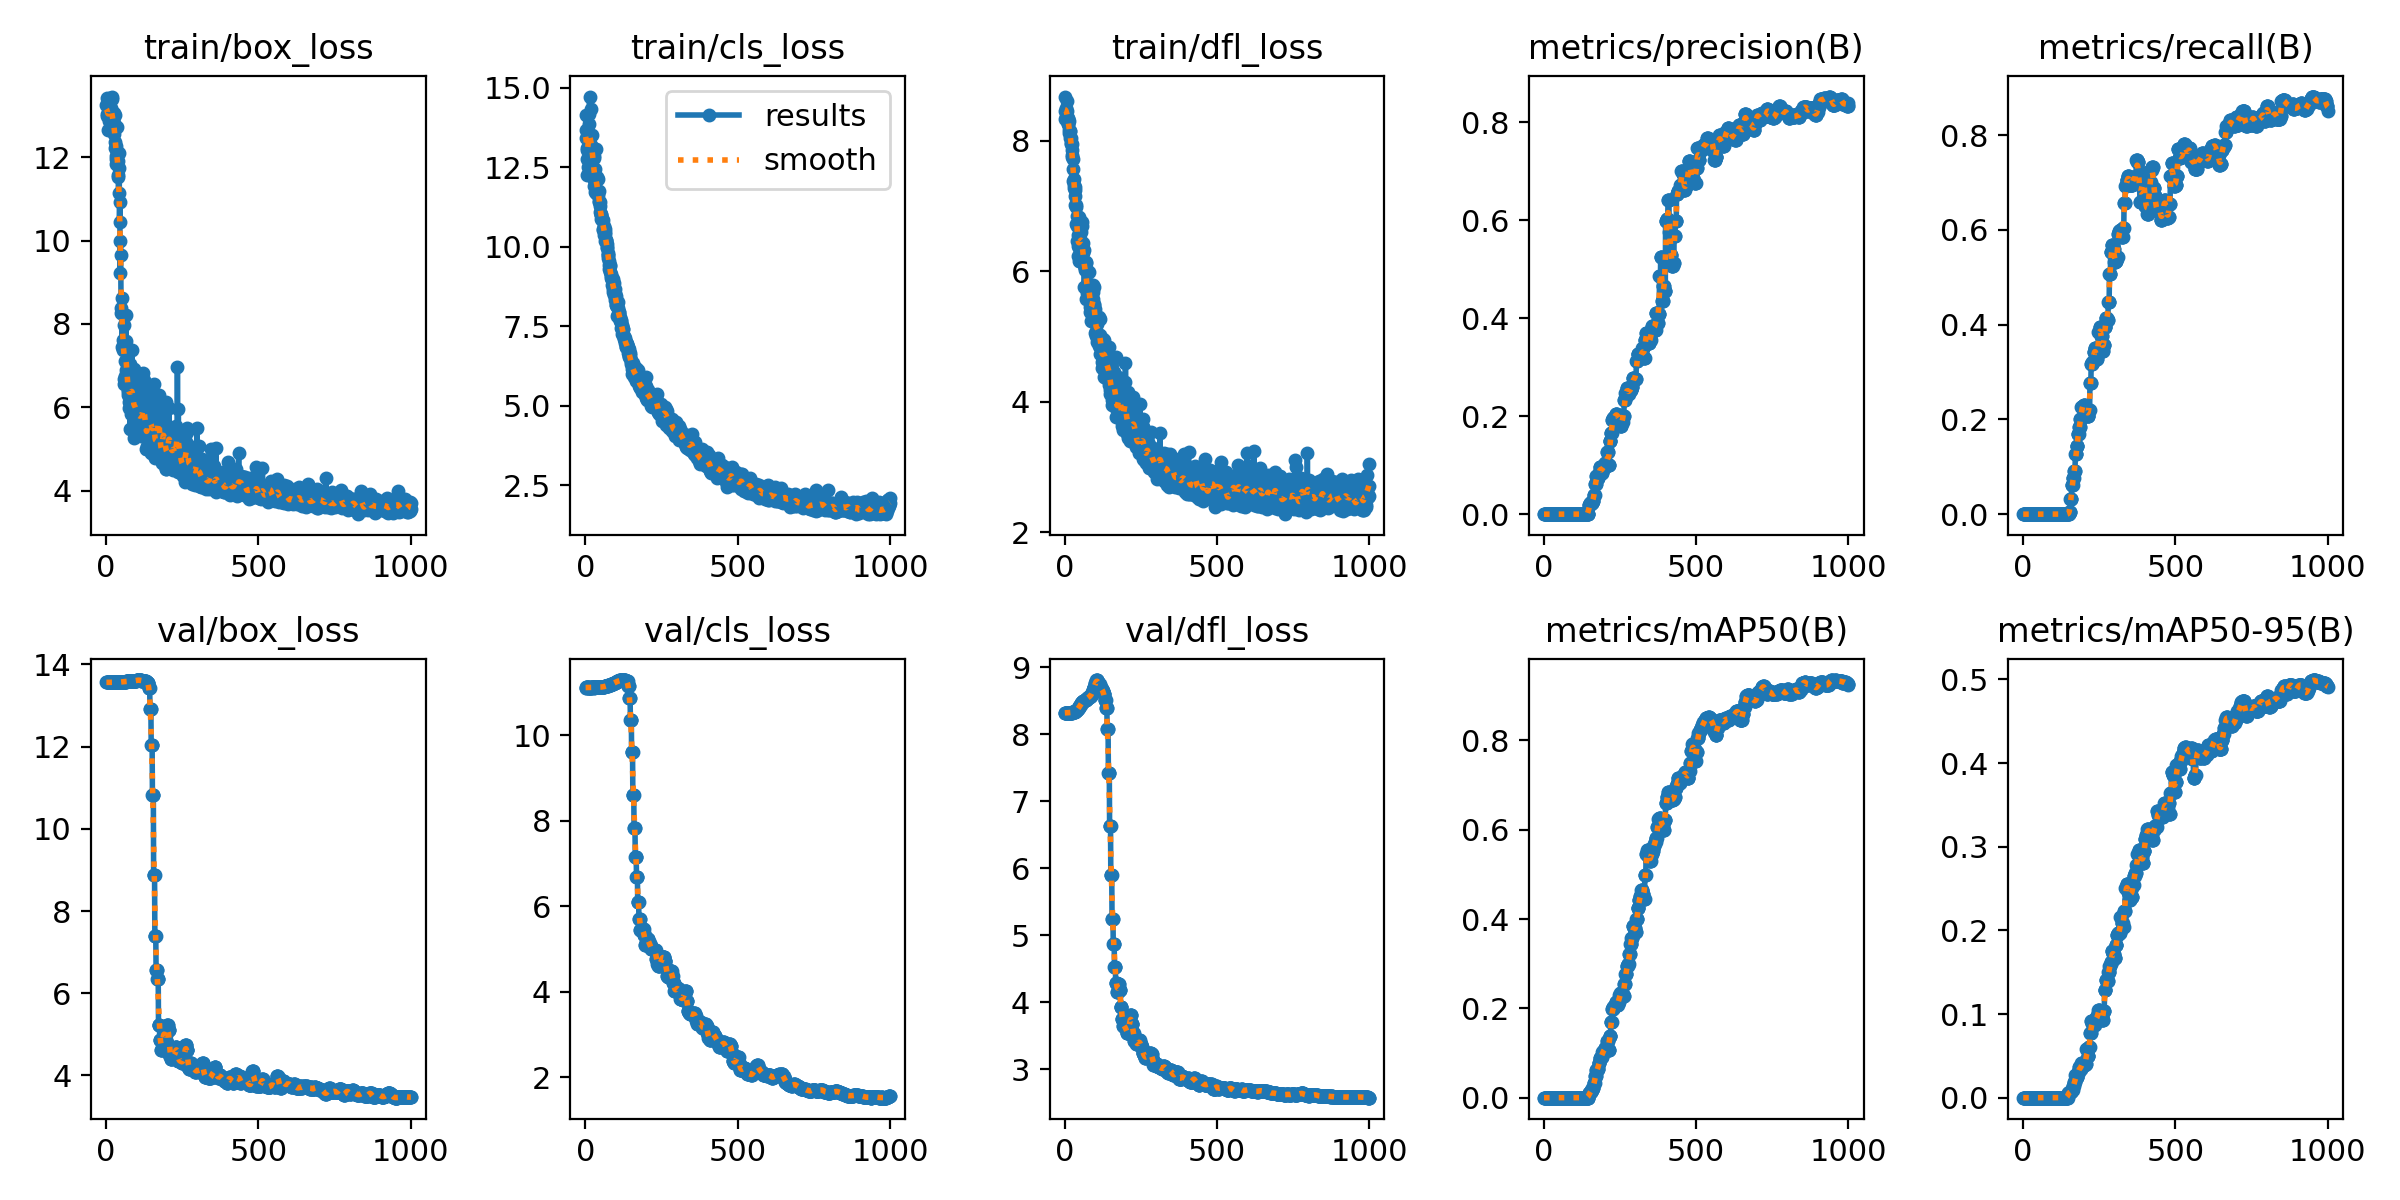 train/box_loss
12
10
8
6
4
0 500 1000
train/cls_loss
results
smooth
15.0
12.5
10.0
7.5
5.0
2.5
0 500 1000
train/dfl_loss
8
6
4
2
0 500 1000
metrics/precision(B)
0.8
0.6
0.4
0.2
0.0
0 500 1000
metrics/recall(B)
0.8
0.6
0.4
0.2
0.0
0 500 1000
val/box_loss
14
12
10
8
6
4
0 500 1000
val/cls_loss
10
8
6
4
2
0 500 1000
val/dfl_loss
9
8
7
6
5
4
3
0 500 1000
metrics/mAP50(B)
0.8
0.6
0.4
0.2
0.0
0 500 1000
metrics/mAP50-95(B)
0.5
0.4
0.3
0.2
0.1
0.0
0 500 1000